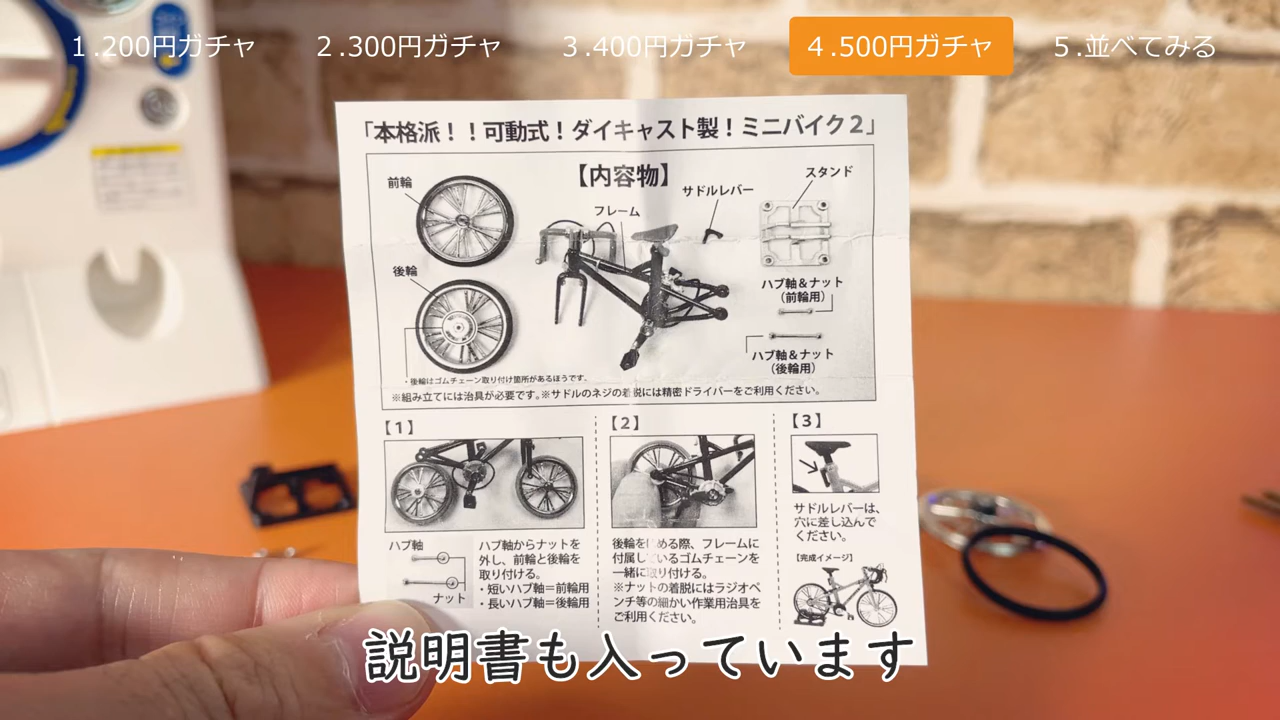 １.200円ガチャ
２.300円ガチャ
３.400円ガチャ
４.500円ガチャ
５.並べてみる
「本格派！！可動式！ダイキャスト製！ミニバイク２」
【内容物】
前輪
フレーム
サドルレバー
スタンド
後輪
ハブ軸＆ナット
（前輪用）
ハブ軸＆ナット
（後輪用）
・後輪はゴムチェーン取り付け箇所があるほうです。
※組み立てには治具が必要です。※サドルのネジの着脱には精密ドライバーをご利用ください。
【１】
ハブ軸
ナット
ハブ軸からナットを
外し、前輪と後輪を
取り付ける。
・短いハブ軸＝前輪用
・長いハブ軸＝後輪用
【２】
後輪を める際、フレームに
付属しているゴムチェーンを
一緒に取り付ける。
※ナットの着脱にはラジオペ
ンチ等の細かい作業用治具を
ご利用ください。
【３】
サドルレバーは、
穴に差し込んで
ください。
【完成イメージ】
説明書も入っています